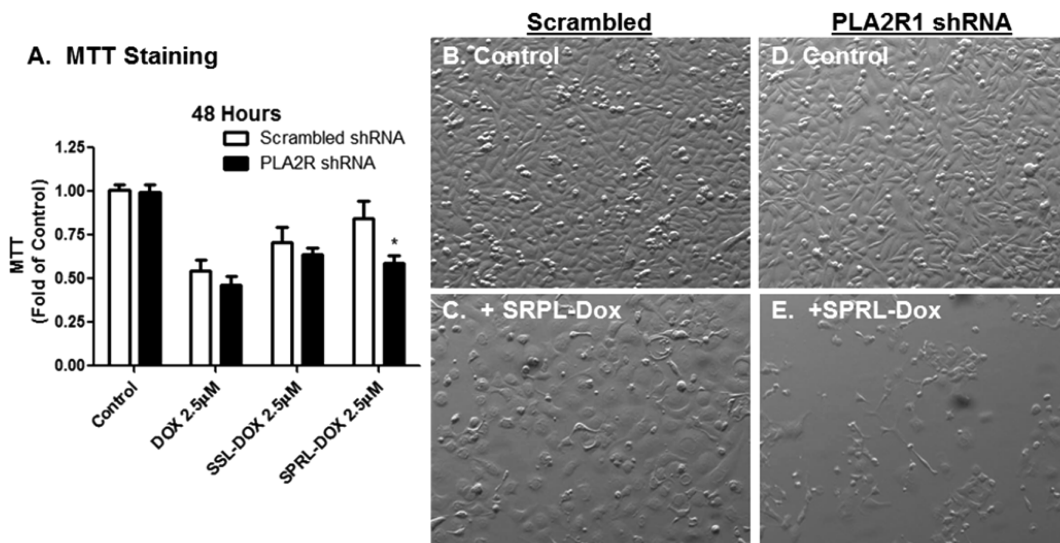 A. MTT Staining
48 Hours
Scrambled shRNA
PLA2R shRNA
MTT
(Fold of Control)
1.25
1.00
0.75
0.50
0.25
0.00
*
Control
DOX 2.5µM
SSL-DOX 2.5µM
SPRL-DOX 2.5µM
Scrambled
PLA2R1 shRNA
B. Control
D. Control
C. + SRPL-Dox
E. +SPRL-Dox